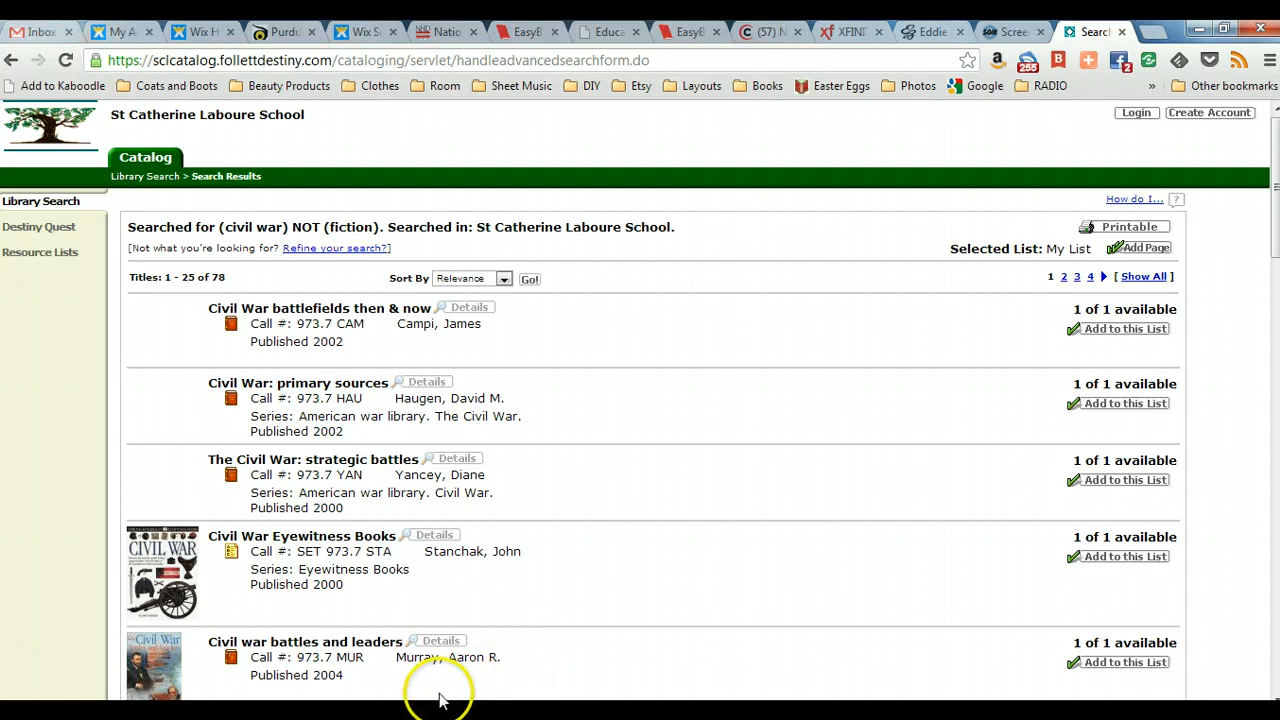 Inbox
My A
Wix H
Purdu
Wix S
NHD Natio
EasyB
Educa
EasyB
(57) N
xf XFINIT
Eddie
Scree
Searc
https://sclcatalog.follettdestiny.com/cataloging/servlet/handleadvancedsearchform.do
255
2
Add to Kaboodle
Coats and Boots
Beauty Products
Clothes
Room
Sheet Music
DIY
Etsy
Layouts
Books
Easter Eggs
Photos
Google
RADIO
»
Other bookmarks
St Catherine Laboure School
Login
Create Account
Catalog
Library Search > Search Results
Library Search
Destiny Quest
Resource Lists
How do I... ?
Searched for (civil war) NOT (fiction). Searched in: St Catherine Laboure School.
Printable
[Not what you're looking for? Refine your search?]
Selected List: My List
Add Page
Titles: 1 - 25 of 78
Sort By Relevance Go!
1 2 3 4 [ Show All ]
Civil War battlefields then & now Details
1 of 1 available
Call #: 973.7 CAM Campi, James
Add to this List
Published 2002
Civil War: primary sources Details
1 of 1 available
Call #: 973.7 HAU Haugen, David M.
Add to this List
Series: American war library. The Civil War.
Published 2002
The Civil War: strategic battles Details
1 of 1 available
Call #: 973.7 YAN Yancey, Diane
Add to this List
Series: American war library. Civil War.
Published 2000
CIVIL WAR
Civil War Eyewitness Books Details
1 of 1 available
Call #: SET 973.7 STA Stanchak, John
Add to this List
Series: Eyewitness Books
Published 2000
Civil War
Civil war battles and leaders Details
1 of 1 available
Call #: 973.7 MUR Murray, Aaron R.
Add to this List
Published 2004